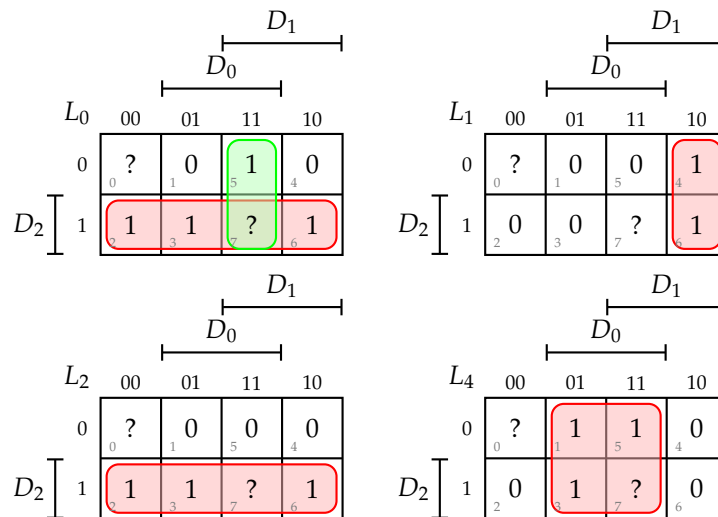 D1 D1
D0 D0
L0 00 01 11 10 L1 00 01 11 10
0 ? 0 1 0 0 ? 0 0 1
0 1 5 4 0 1 5 4
D2 1 1 1 ? 1 D2 1 0 0 ? 1
2 3 7 6 2 3 7 6
D1 D1
D0 D0
L2 00 01 11 10 L4 00 01 11 10
0 ? 0 0 0 0 ? 1 1 0
0 1 5 4 0 1 5 4
D2 1 1 1 ? 1 D2 1 0 1 ? 0
2 3 7 6 2 3 7 6